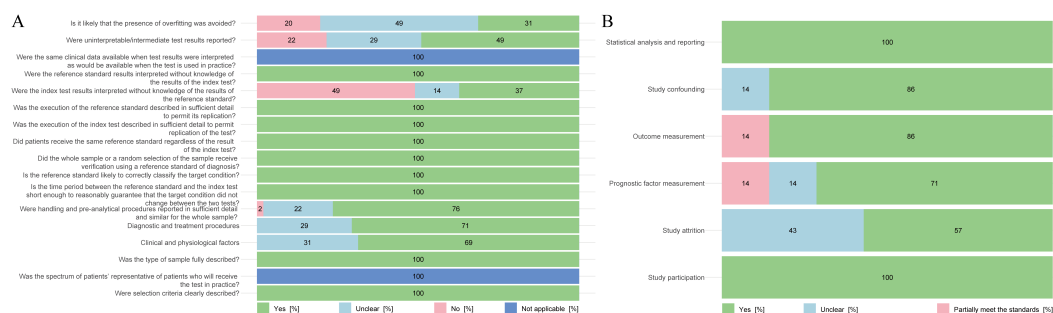 A
Is it likely that the presence of overfitting was avoided?
20 49 31
Were uninterpretable/intermediate test results reported?
22 29 49
Were the same clinical data available when test results were interpreted
as would be available when the test is used in practice?
100
Were the reference standard results interpreted without knowledge of
the results of the index test?
100
Were the index test results interpreted without knowledge of the results of
the reference standard?
49 14 37
Was the execution of the reference standard described in sufficient detail
to permit its replication?
100
Was the execution of the index test described in sufficient detail to permit
replication of the test?
100
Did patients receive the same reference standard regardless of the result
of the index test?
100
Did the whole sample or a random selection of the sample receive
verification using a reference standard of diagnosis?
100
Is the reference standard likely to correctly classify the target condition?
100
Is the time period between the reference standard and the index test
short enough to reasonably guarantee that the target condition did not
change between the two tests?
100
Were handling and pre-analytical procedures reported in sufficient detail
and similar for the whole sample?
2 22 76
Diagnostic and treatment procedures
29 71
Clinical and physiological factors
31 69
Was the type of sample fully described?
100
Was the spectrum of patients' representative of patients who will receive
the test in practice?
100
Were selection criteria clearly described?
100
Yes [%] Unclear [%] No [%] Not applicable [%]
B
Statistical analysis and reporting
100
Study confounding
14 86
Outcome measurement
14 86
Prognostic factor measurement
14 14 71
Study attrition
43 57
Study participation
100
Yes [%] Unclear [%] Partially meet the standards [%]